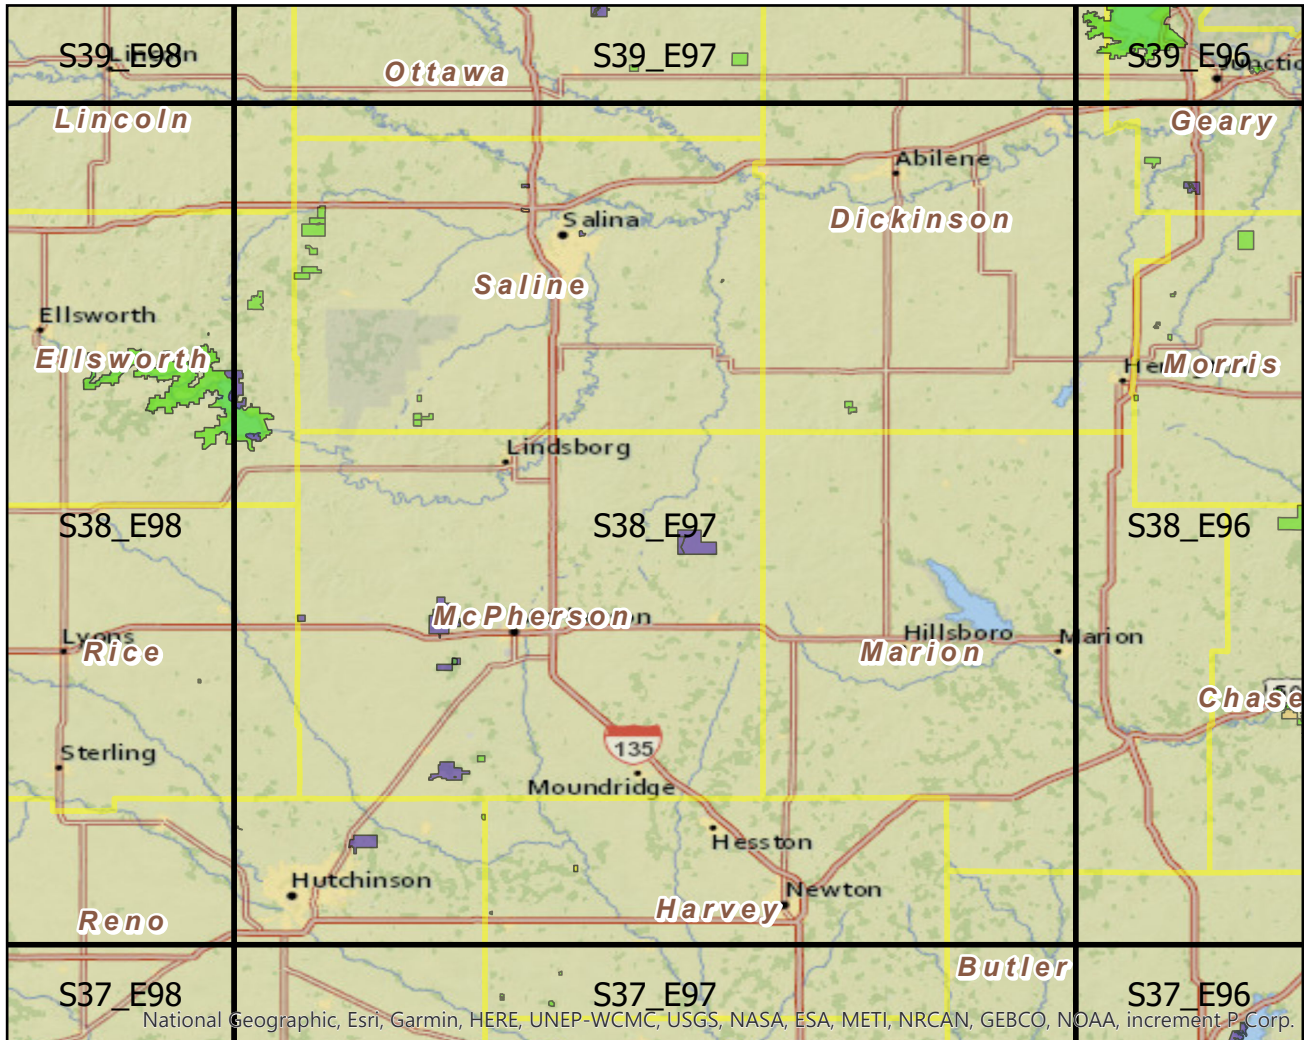 S39_E98
S39_E97
S39_E96
Ottawa
Lincoln
Geary
Abilene
Salina
Dickinson
Saline
Ellsworth
Ellsworth
Morris
Lindsborg
S38_E98
S38_E97
S38_E96
McPherson
Lyons
Hillsboro
Marion
Rice
Marion
Chase
135
Sterling
Moundridge
Hesston
Hutchinson
Newton
Reno
Harvey
Butler
S37_E98
S37_E97
S37_E96
National Geographic, Esri, Garmin, HERE, UNEP-WCMC, USGS, NASA, ESA, METI, NRCAN, GEBCO, NOAA, increment P Corp.